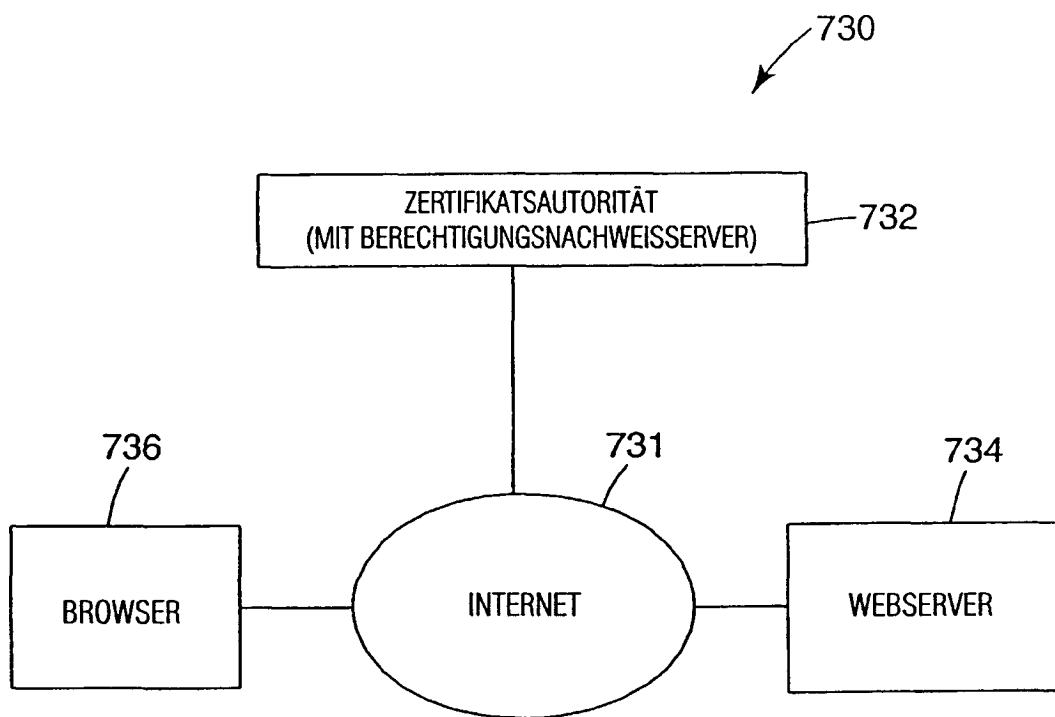 730
ZERTIFIKATSAUTORITÄT
(MIT BERECHTIGUNGSNACHWEISSERVER)
732
736
731
734
BROWSER
INTERNET
WEBSERVER